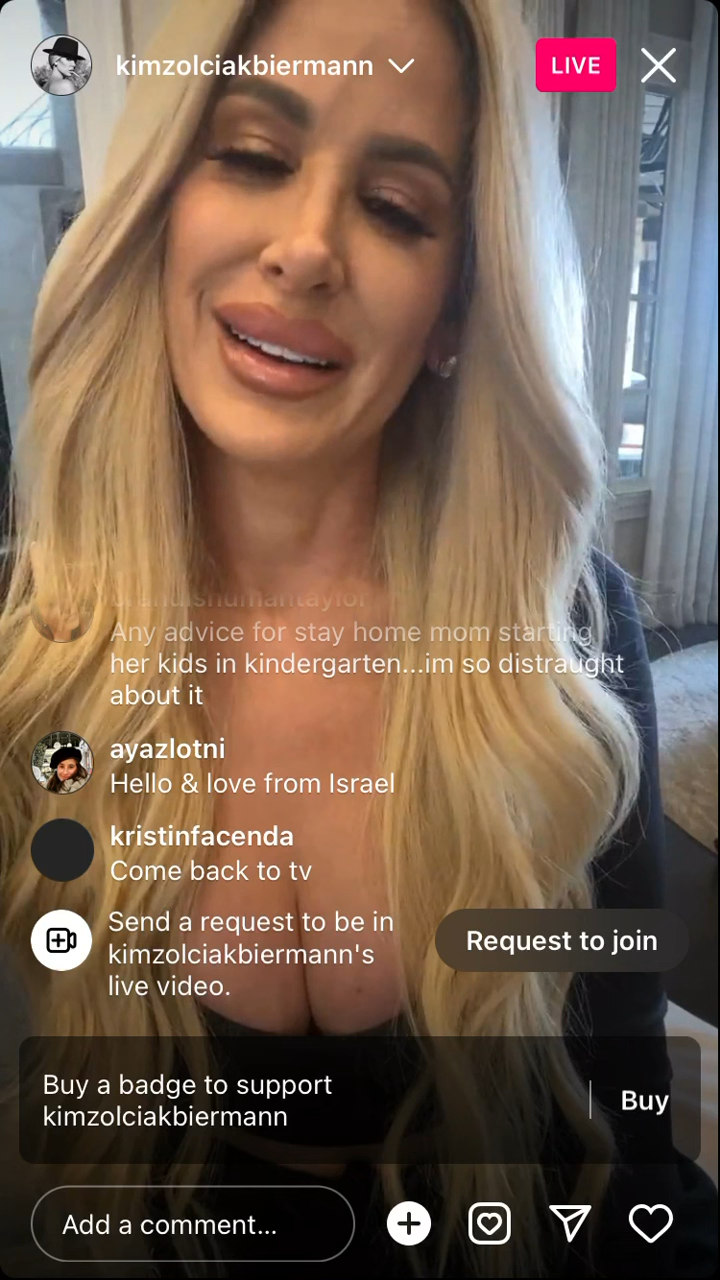 kimzolciakbiermann
LIVE
Any advice for stay home mom starting
her kids in kindergarten...im so distraught
about it
ayazlotni
Hello & love from Israel
kristinfacenda
Come back to tv
Send a request to be in
kimzolciakbiermann's
live video.
Request to join
Buy a badge to support
kimzolciakbiermann
Buy
Add a comment...